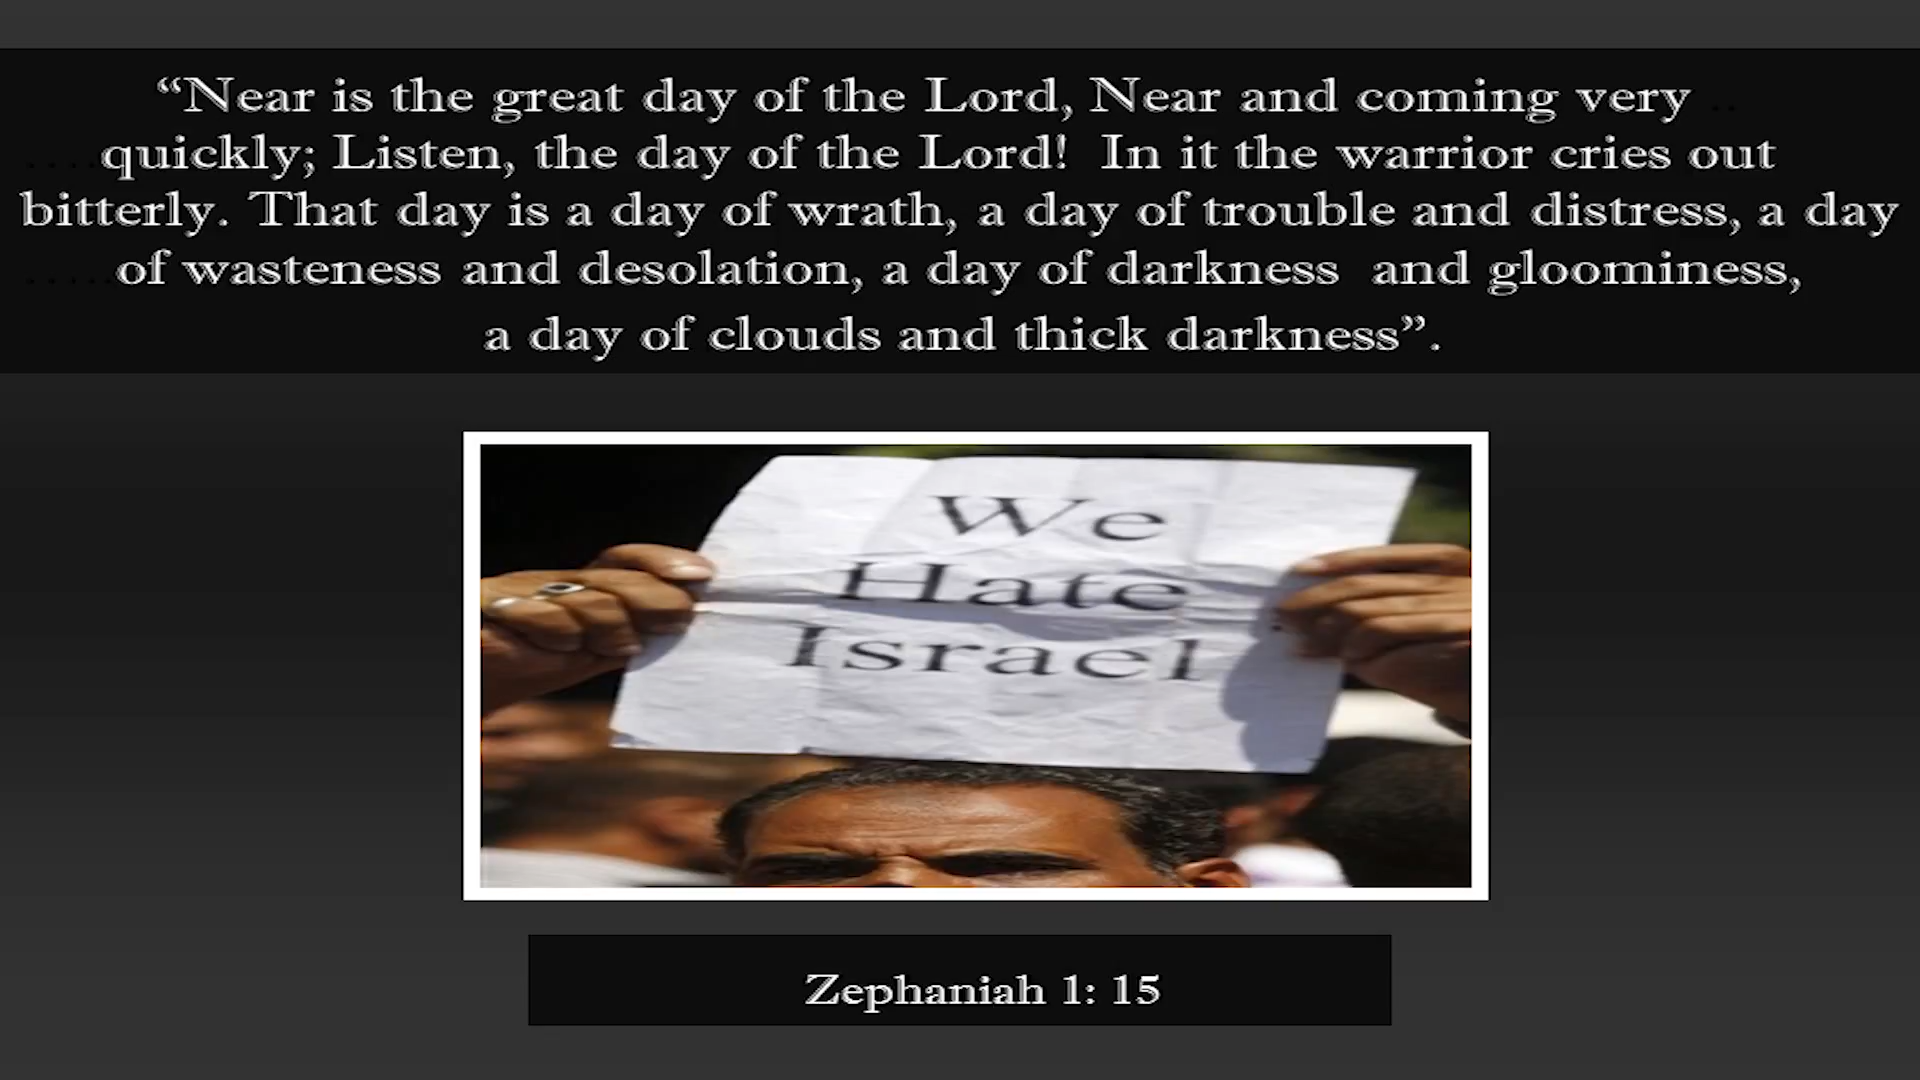 “Near is the great day of the Lord, Near and coming very
quickly; Listen, the day of the Lord! In it the warrior cries out
bitterly. That day is a day of wrath, a day of trouble and distress, a day
of wasteness and desolation, a day of darkness and gloominess,
a day of clouds and thick darkness”.
We
Hate
Israel
Zephaniah 1: 15